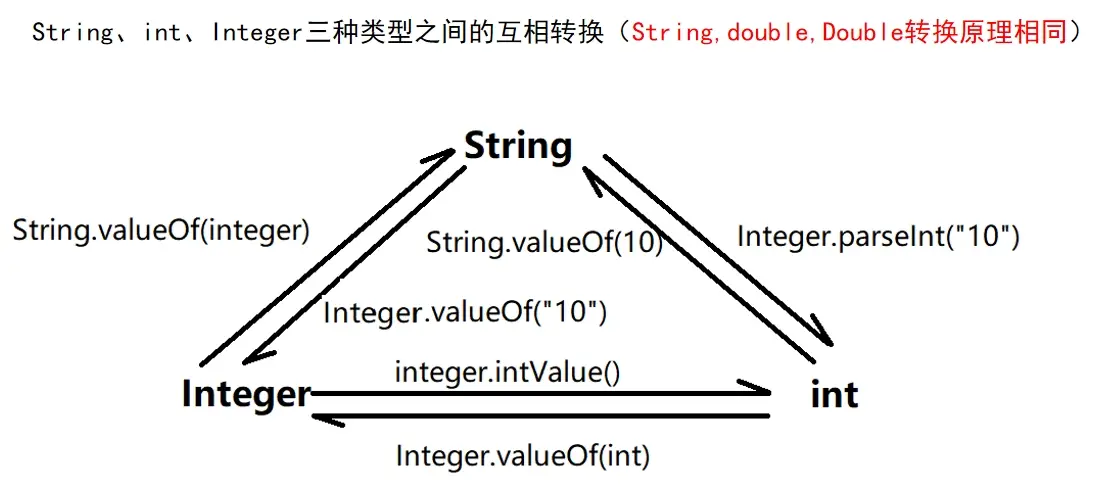 String、int、Integer三种类型之间的互相转换（String,double,Double转换原理相同）
String
String.valueOf(integer)
String.valueOf(10)
Integer.parseInt("10")
Integer.valueOf("10")
integer.intValue()
Integer
int
Integer.valueOf(int)